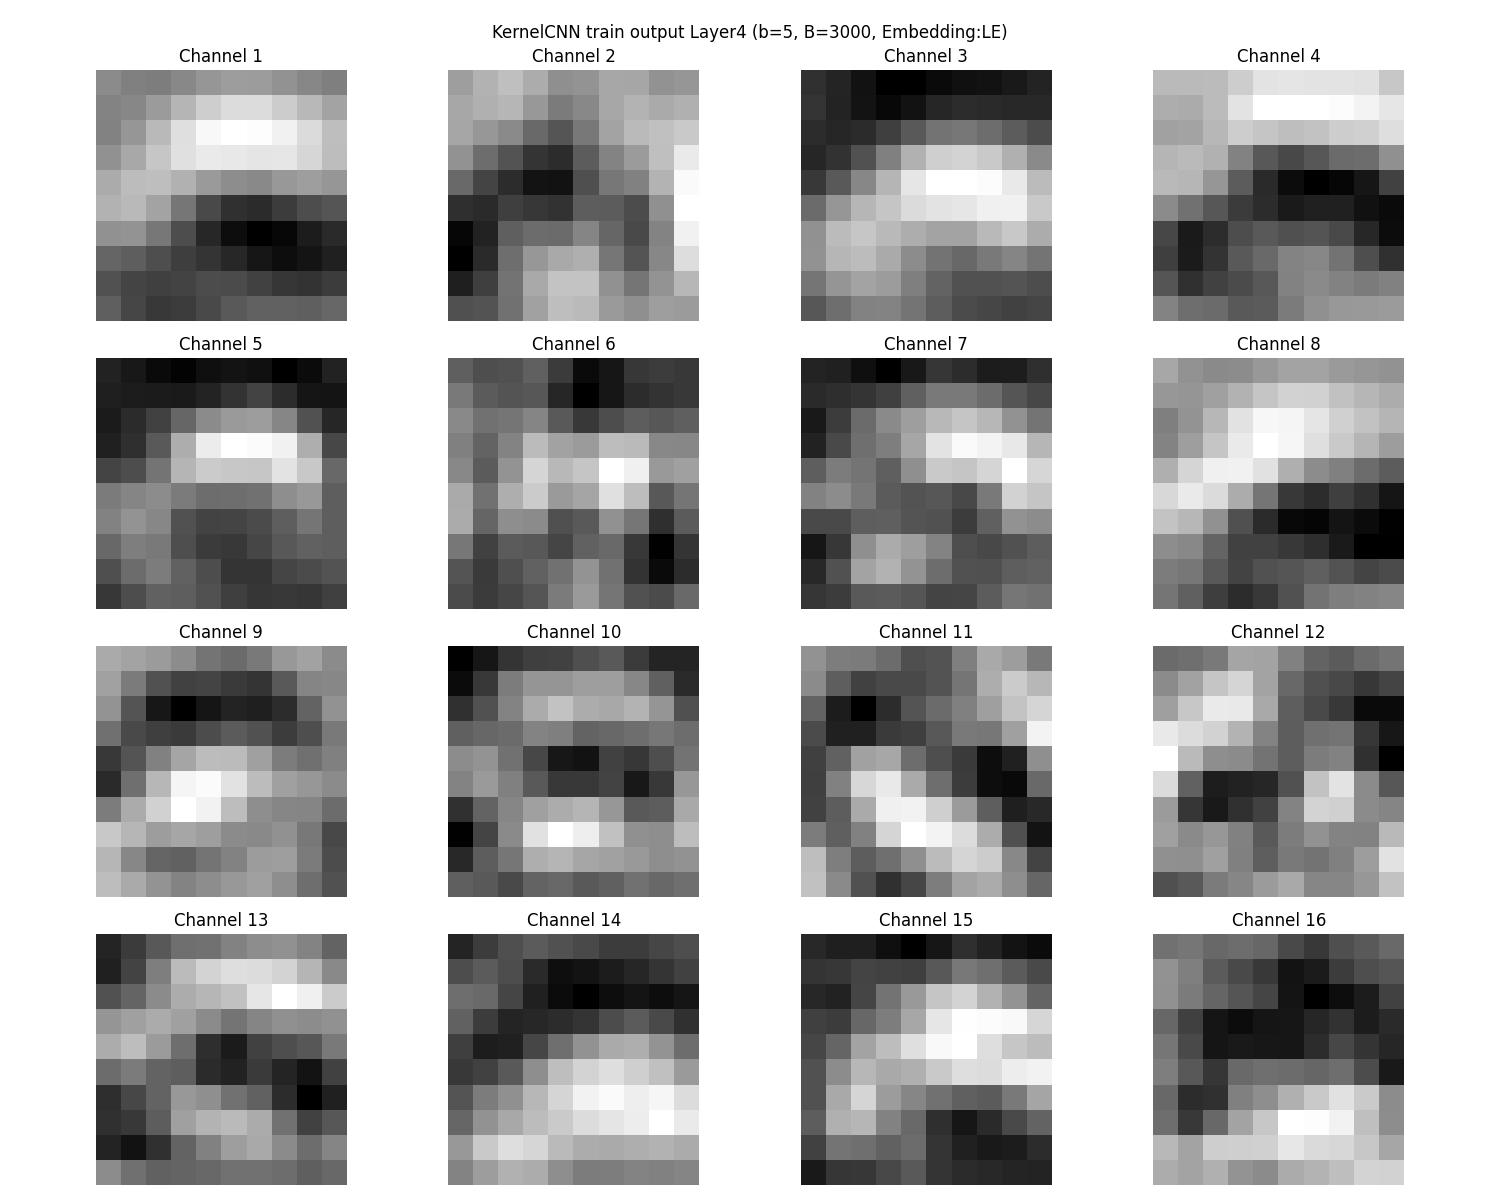 KernelCNN train output Layer4 (b=5, B=3000, Embedding:LE)
Channel 1 Channel 2 Channel 3 Channel 4
Channel 5 Channel 6 Channel 7 Channel 8
Channel 9 Channel 10 Channel 11 Channel 12
Channel 13 Channel 14 Channel 15 Channel 16